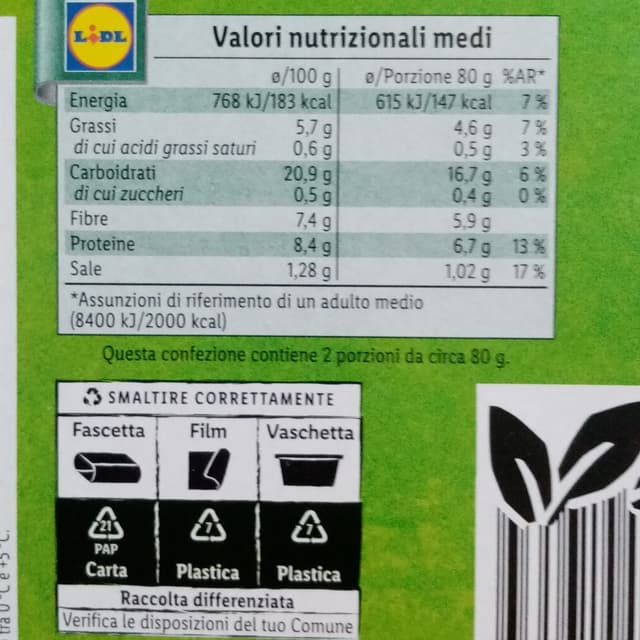 LIDL
Valori nutrizionali medi
ø/100 g ø/Porzione 80 g %AR*
Energia 768 kJ/183 kcal 615 kJ/147 kcal 7 %
Grassi 5,7 g 4,6 g 7 %
di cui acidi grassi saturi 0,6 g 0,5 g 3 %
Carboidrati 20,9 g 16,7 g 6 %
di cui zuccheri 0,5 g 0,4 g 0 %
Fibre 7,4 g 5,9 g
Proteine 8,4 g 6,7 g 13 %
Sale 1,28 g 1,02 g 17 %
*Assunzioni di riferimento di un adulto medio
(8400 kJ/2000 kcal)
Questa confezione contiene 2 porzioni da circa 80 g.
SMALTIRE CORRETTAMENTE
Fascetta Film Vaschetta
21 7 7
PAP
Carta Plastica Plastica
Raccolta differenziata
Verifica le disposizioni del tuo Comune
tra 0 °C e +5 °C.